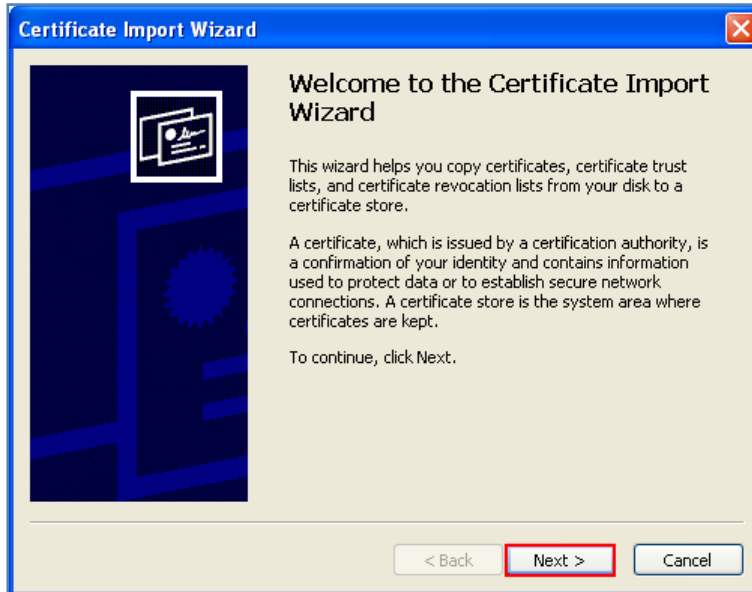 Certificate Import Wizard
Welcome to the Certificate Import
Wizard
This wizard helps you copy certificates, certificate trust
lists, and certificate revocation lists from your disk to a
certificate store.
A certificate, which is issued by a certification authority, is
a confirmation of your identity and contains information
used to protect data or to establish secure network
connections. A certificate store is the system area where
certificates are kept.
To continue, click Next.
< Back Next > Cancel